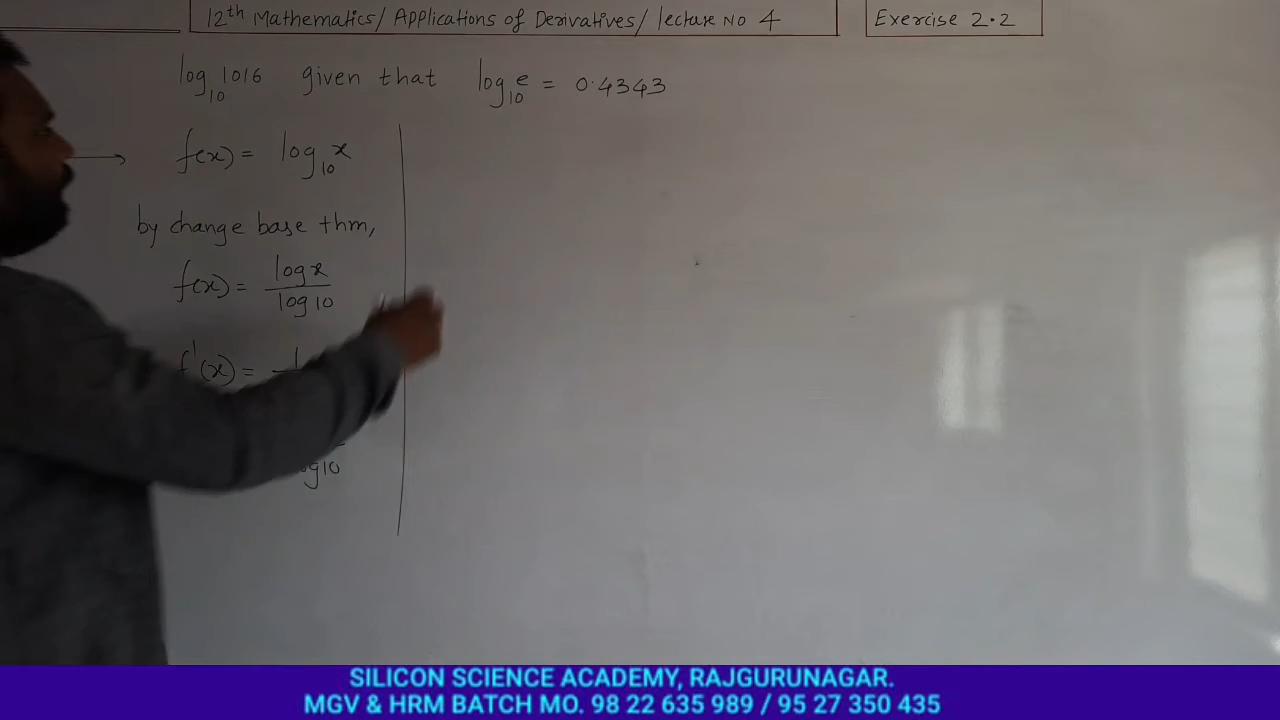 12th Mathematics/ Applications of Derivatives/ lecture No 4
Exercise 2.2
log10 1016 given that log10 e = 0.4343
f(x) = log10 x
by change base thm,
f(x) = log x / log 10
f'(x) = 1
og10
SILICON SCIENCE ACADEMY, RAJGURUNAGAR.
MGV & HRM BATCH MO. 98 22 635 989 / 95 27 350 435